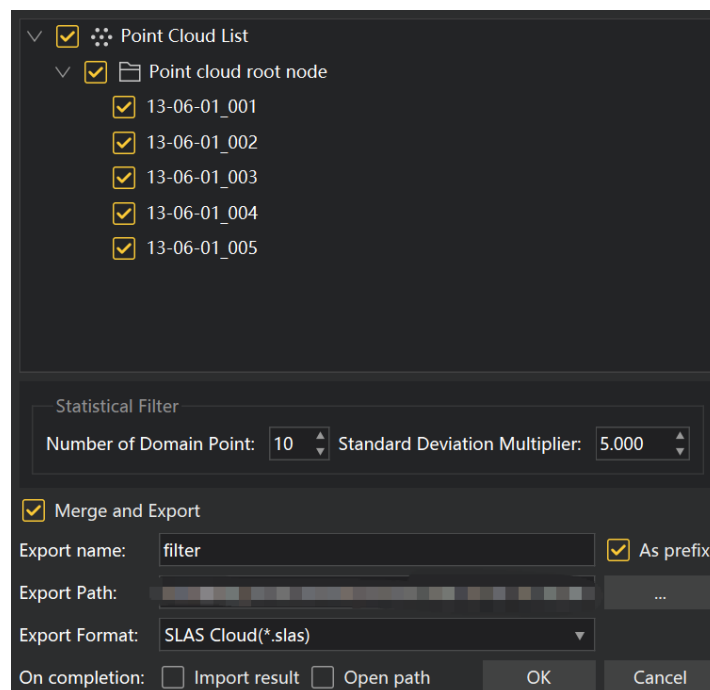 Point Cloud List
Point cloud root node
13-06-01_001
13-06-01_002
13-06-01_003
13-06-01_004
13-06-01_005
Statistical Filter
Number of Domain Point: 10 Standard Deviation Multiplier: 5.000
Merge and Export
Export name: filter As prefix
Export Path: ...
Export Format: SLAS Cloud(*.slas)
On completion: Import result Open path OK Cancel